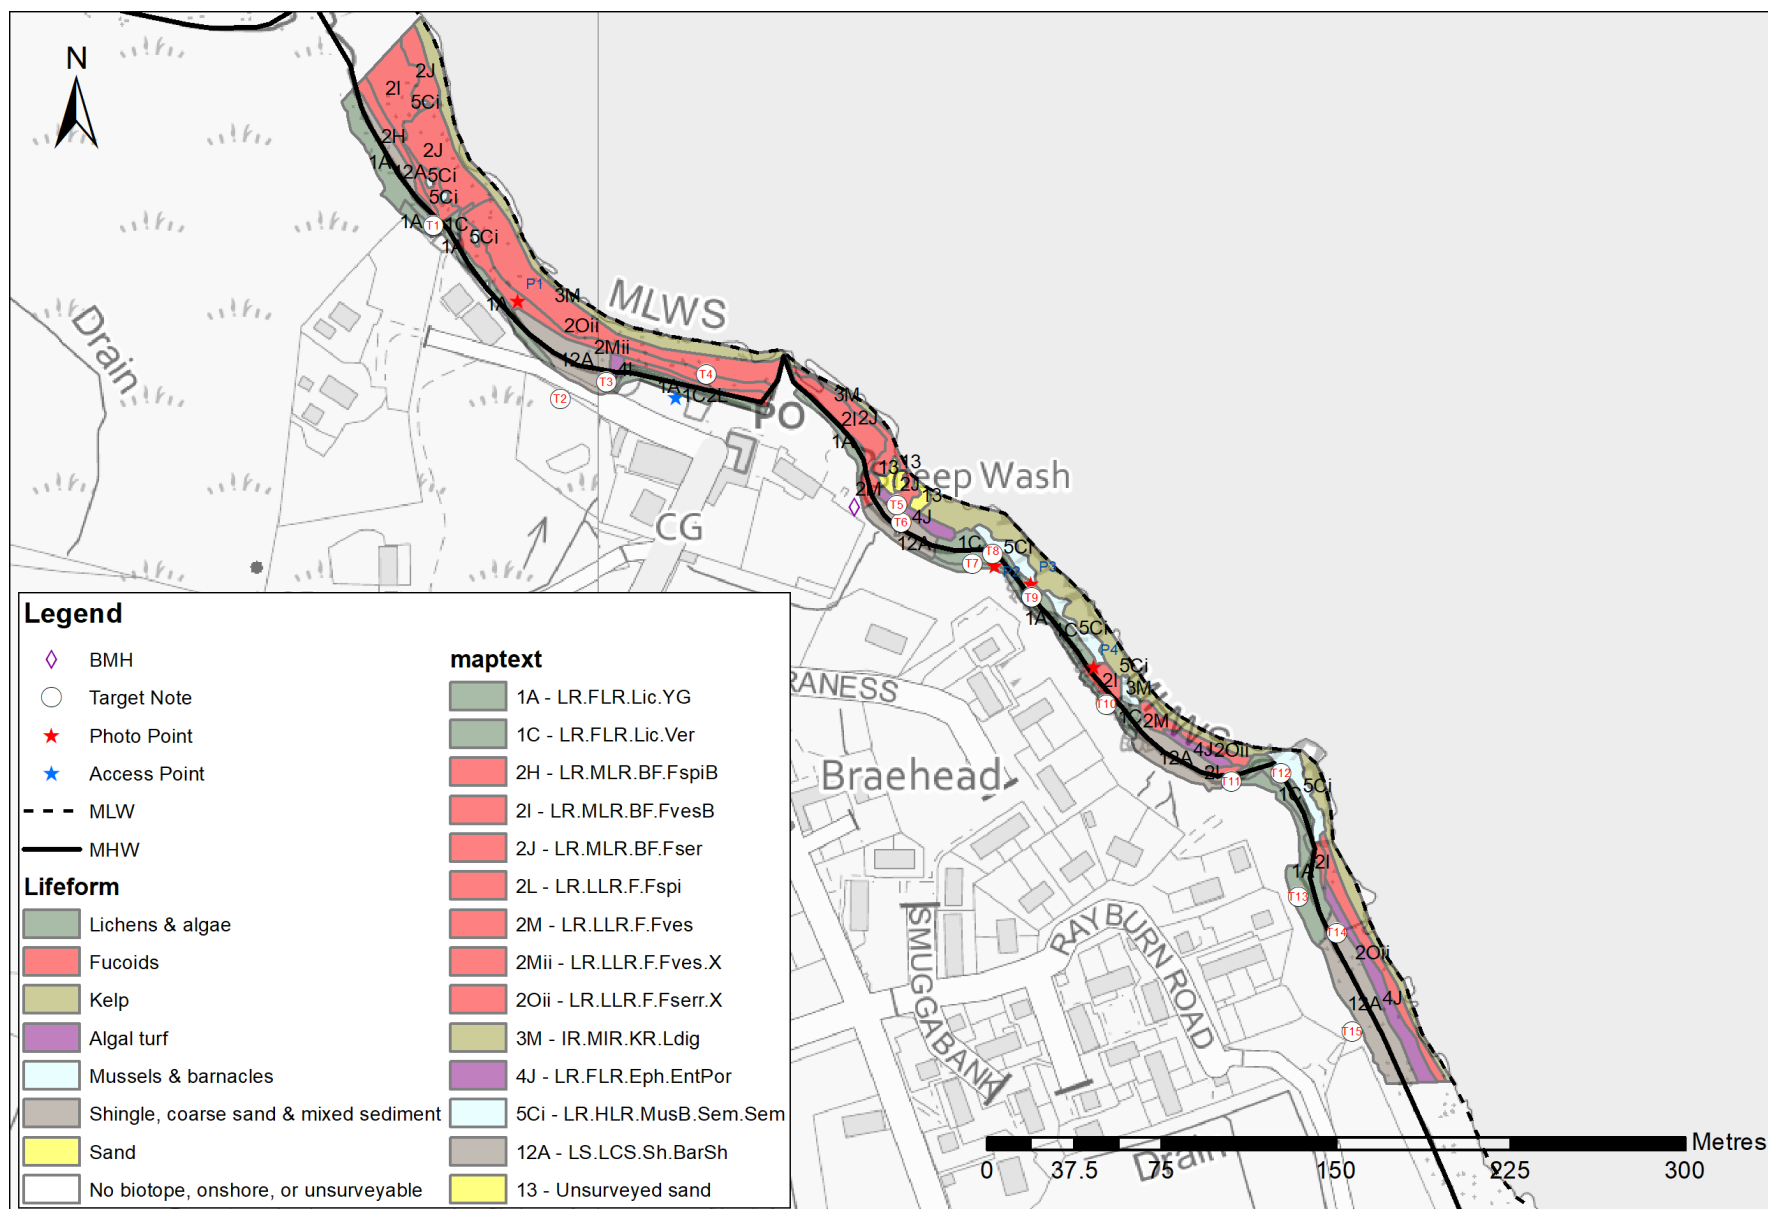 N
2J
2I
5Ci
2H
2J
1A
12A
5Ci
5Ci
1A
T1
1C
1A
5Ci
P1
1A
3M
MLWS
2Oii
2Mii
12A
4J
T3
T4
1A
1C
2L
T2
PO
Drain
3M
2I
2J
1A
13
13
2J
13
eep Wash
2M
T5
T6
4J
CG
12A
1C
T8
5Ci
T7
P2
P3
T9
1A
1C
5Ci
P4
5Ci
2I
3M
T10
1C
2M
MLWS
RANESS
4J
2Oii
12A
2I
T11
T12
5Ci
1C
Braehead
2I
1A
T13
T14
2Oii
SMUGGABANK
RAYBURN ROAD
12A
4J
T15
Drain
Metres
0
37.5
75
150
225
300
Legend
BMH
Target Note
Photo Point
Access Point
MLW
MHW
Lifeform
Lichens & algae
Fucoids
Kelp
Algal turf
Mussels & barnacles
Shingle, coarse sand & mixed sediment
Sand
No biotope, onshore, or unsurveyable
maptext
1A - LR.FLR.Lic.YG
1C - LR.FLR.Lic.Ver
2H - LR.MLR.BF.FspiB
2I - LR.MLR.BF.FvesB
2J - LR.MLR.BF.Fser
2L - LR.LLR.F.Fspi
2M - LR.LLR.F.Fves
2Mii - LR.LLR.F.Fves.X
2Oii - LR.LLR.F.Fserr.X
3M - IR.MIR.KR.Ldig
4J - LR.FLR.Eph.EntPor
5Ci - LR.HLR.MusB.Sem.Sem
12A - LS.LCS.Sh.BarSh
13 - Unsurveyed sand